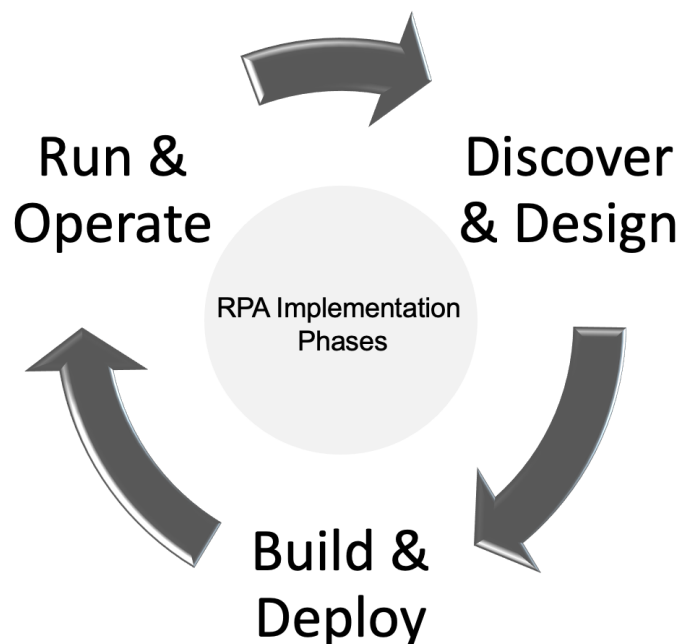 Run &
Operate
Discover
& Design
RPA Implementation
Phases
Build &
Deploy